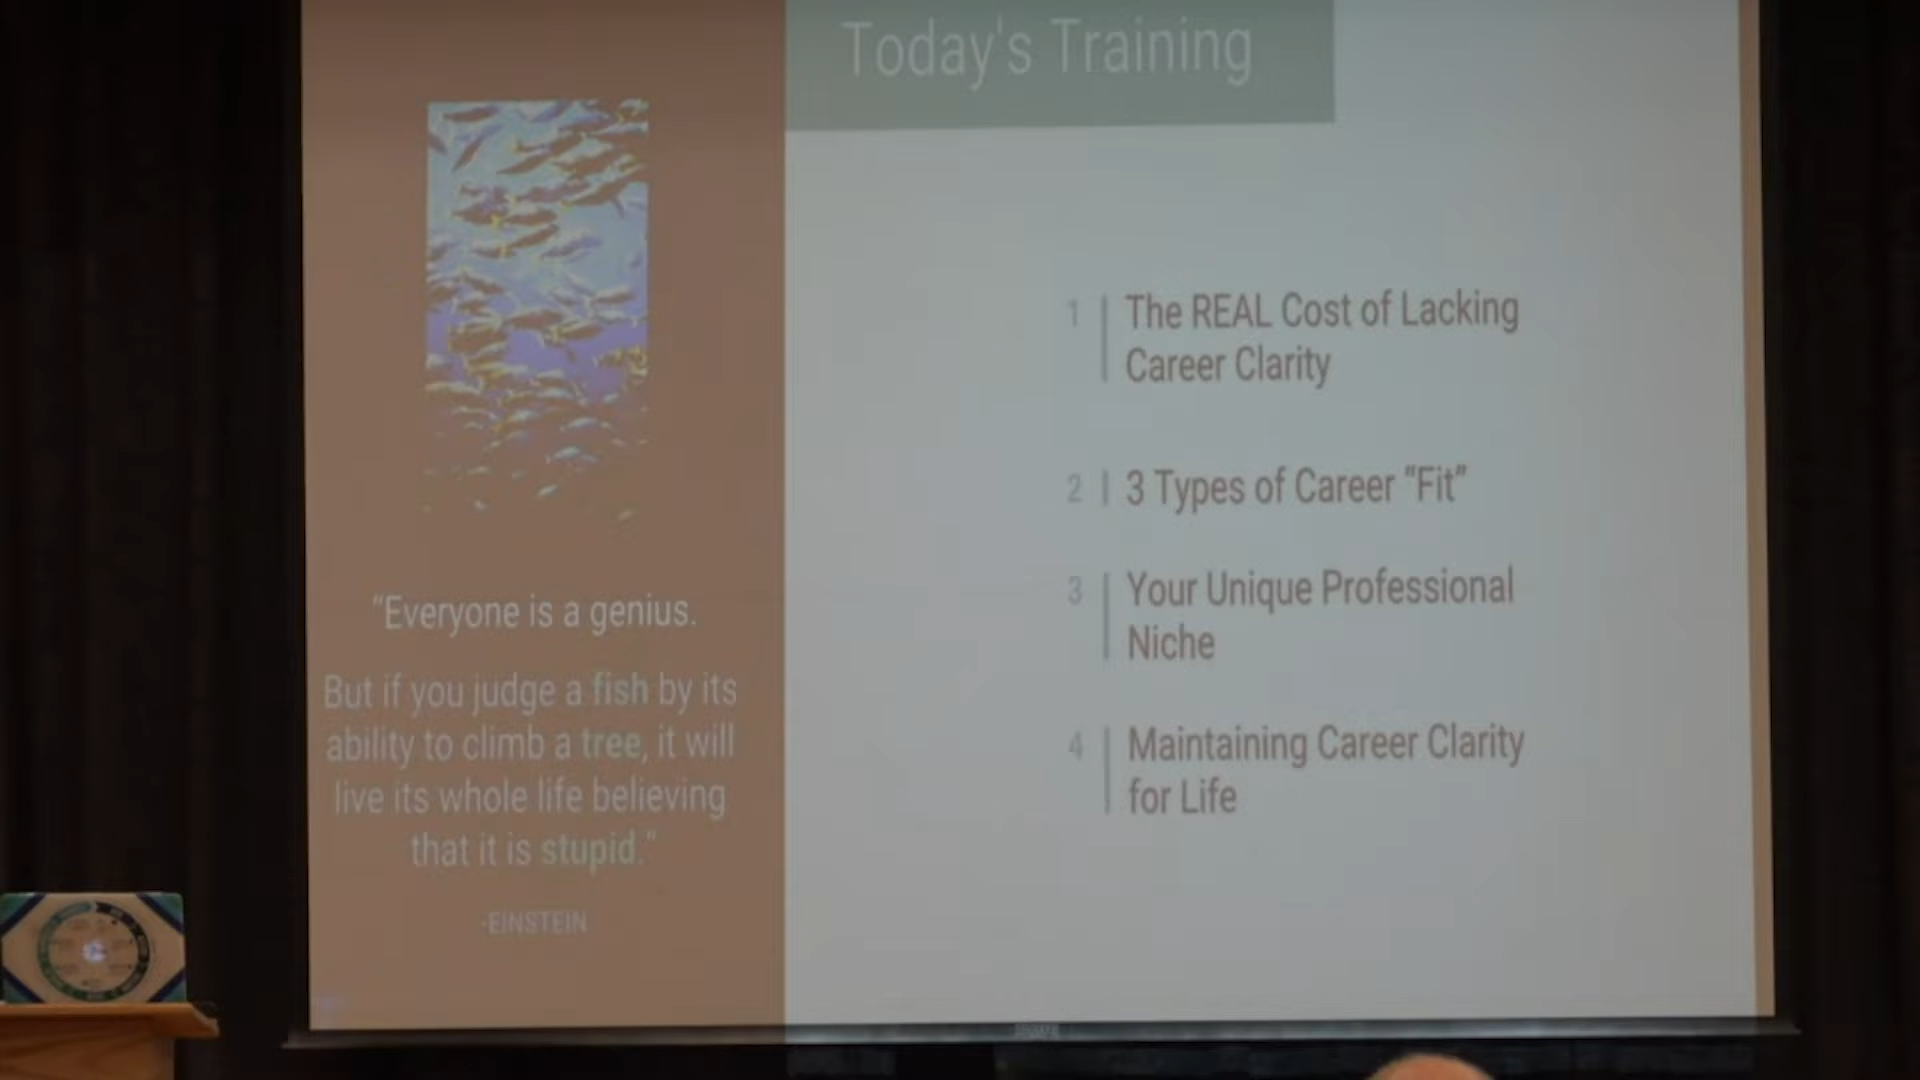 Today's Training
"Everyone is a genius.
But if you judge a fish by its
ability to climb a tree, it will
live its whole life believing
that it is stupid."
-EINSTEIN
1 The REAL Cost of Lacking
Career Clarity
2 3 Types of Career “Fit”
3 Your Unique Professional
Niche
4 Maintaining Career Clarity
for Life